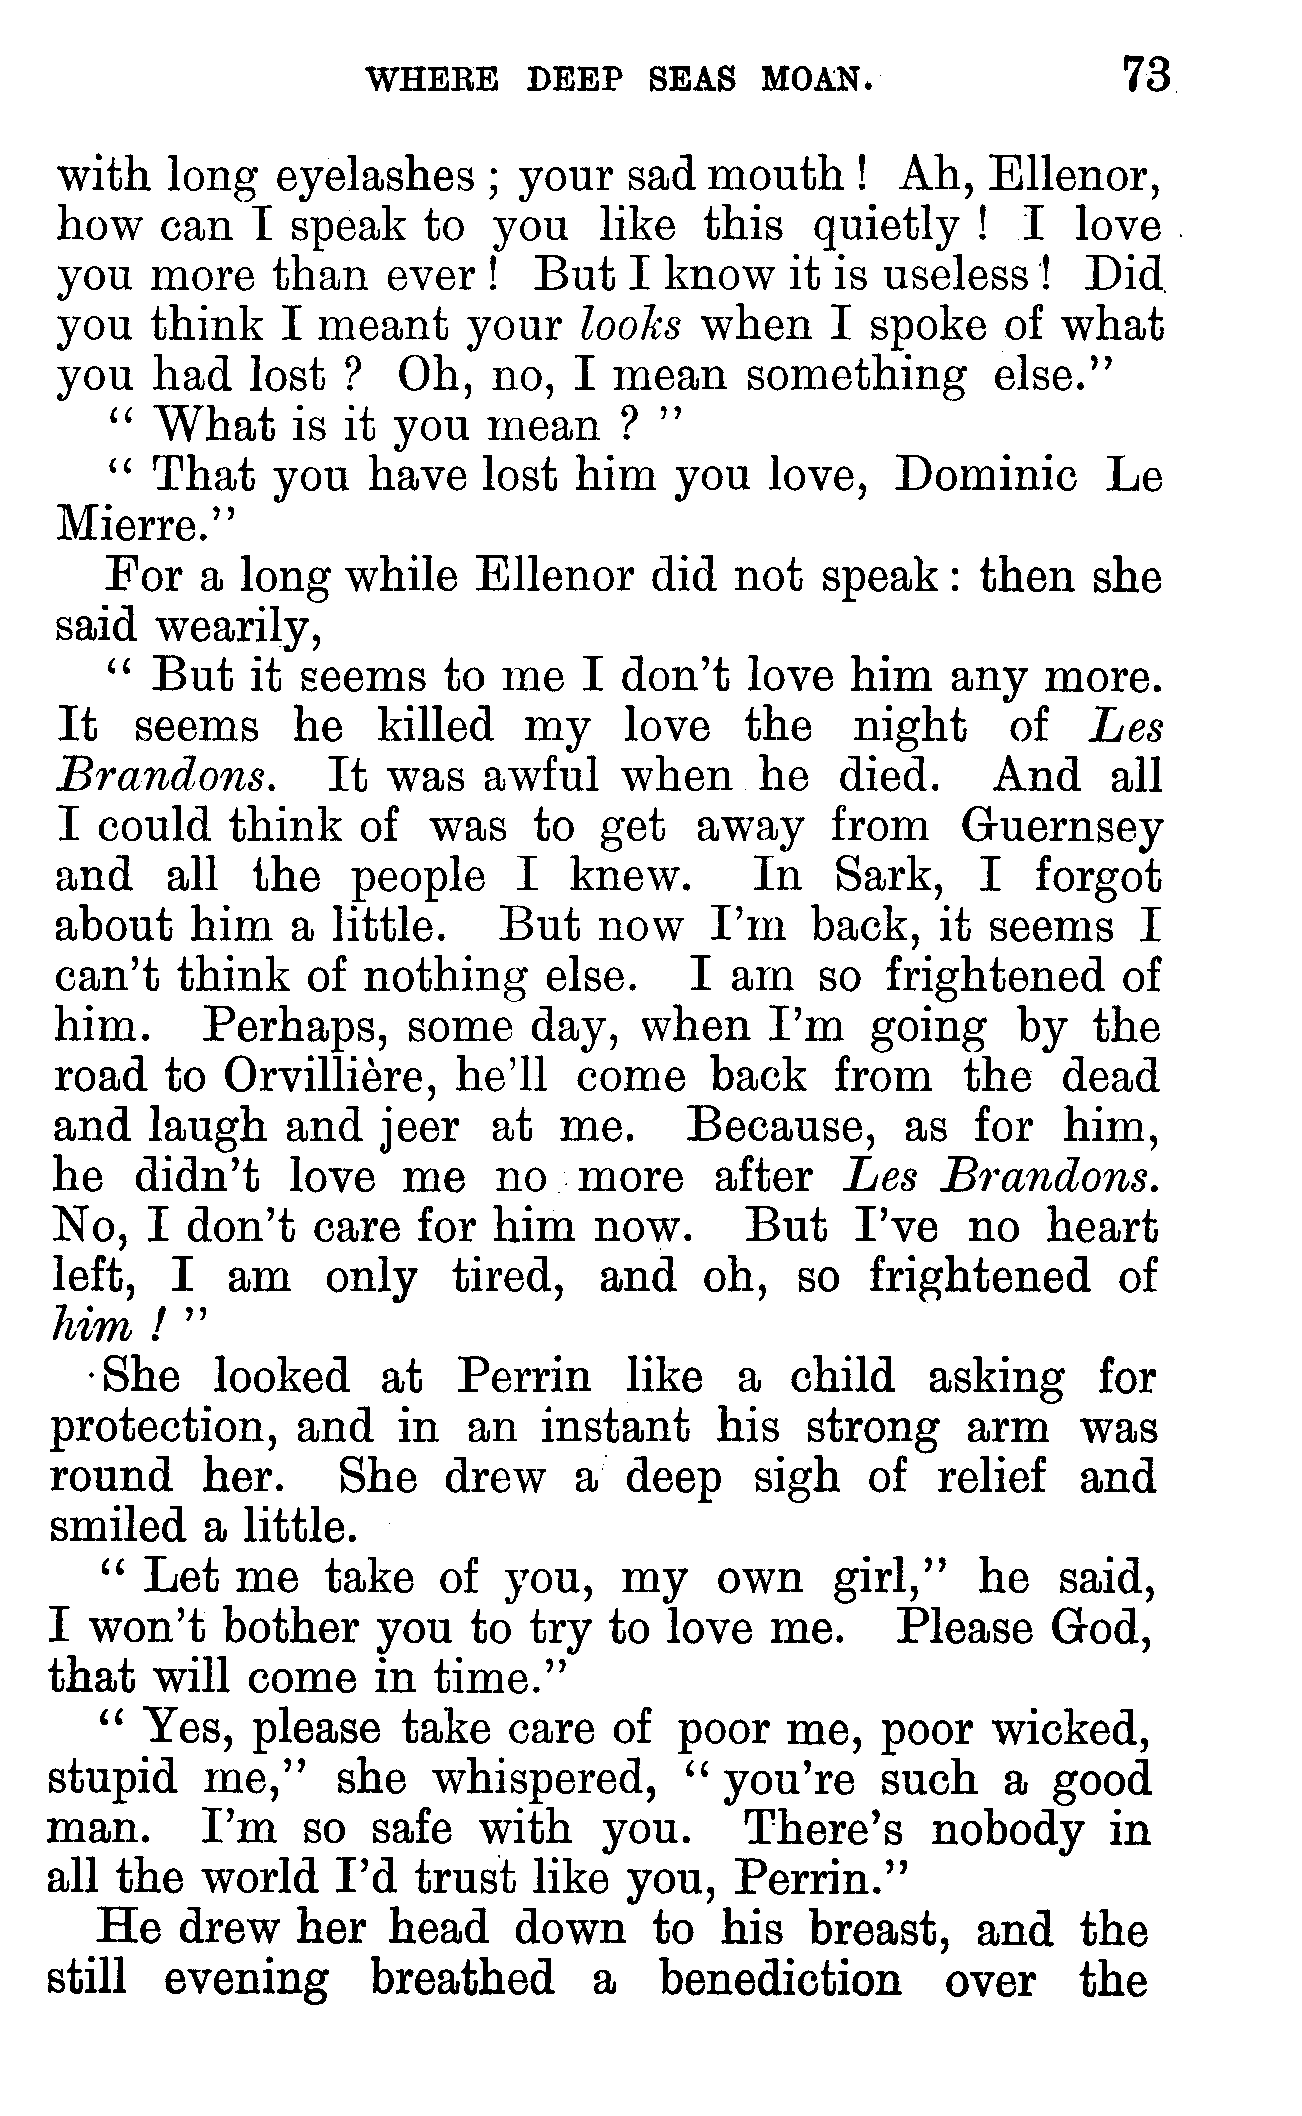 WHERE DEEP SEAS MOAN. 73
with long eyelashes ; your sad mouth ! Ah, Ellenor,
how can I speak to you like this quietly ! I love
you more than ever ! But I know it is useless ! Did
you think I meant your looks when I spoke of what
you had lost ? Oh, no, I mean something else."
" What is it you mean ? "
" That you have lost him you love, Dominic Le
Mierre."
For a long while Ellenor did not speak : then she
said wearily,
" But it seems to me I don't love him any more.
It seems he killed my love the night of Les
Brandons. It was awful when he died. And all
I could think of was to get away from Guernsey
and all the people I knew. In Sark, I forgot
about him a little. But now I'm back, it seems I
can't think of nothing else. I am so frightened of
him. Perhaps, some day, when I'm going by the
road to Orvillière, he'll come back from the dead
and laugh and jeer at me. Because, as for him,
he didn't love me no more after Les Brandons.
No, I don't care for him now. But I've no heart
left, I am only tired, and oh, so frightened of
him ! "
She looked at Perrin like a child asking for
protection, and in an instant his strong arm was
round her. She drew a deep sigh of relief and
smiled a little.
" Let me take of you, my own girl," he said,
I won't bother you to try to love me. Please God,
that will come in time."
" Yes, please take care of poor me, poor wicked,
stupid me," she whispered, " you're such a good
man. I'm so safe with you. There's nobody in
all the world I'd trust like you, Perrin."
He drew her head down to his breast, and the
still evening breathed a benediction over the